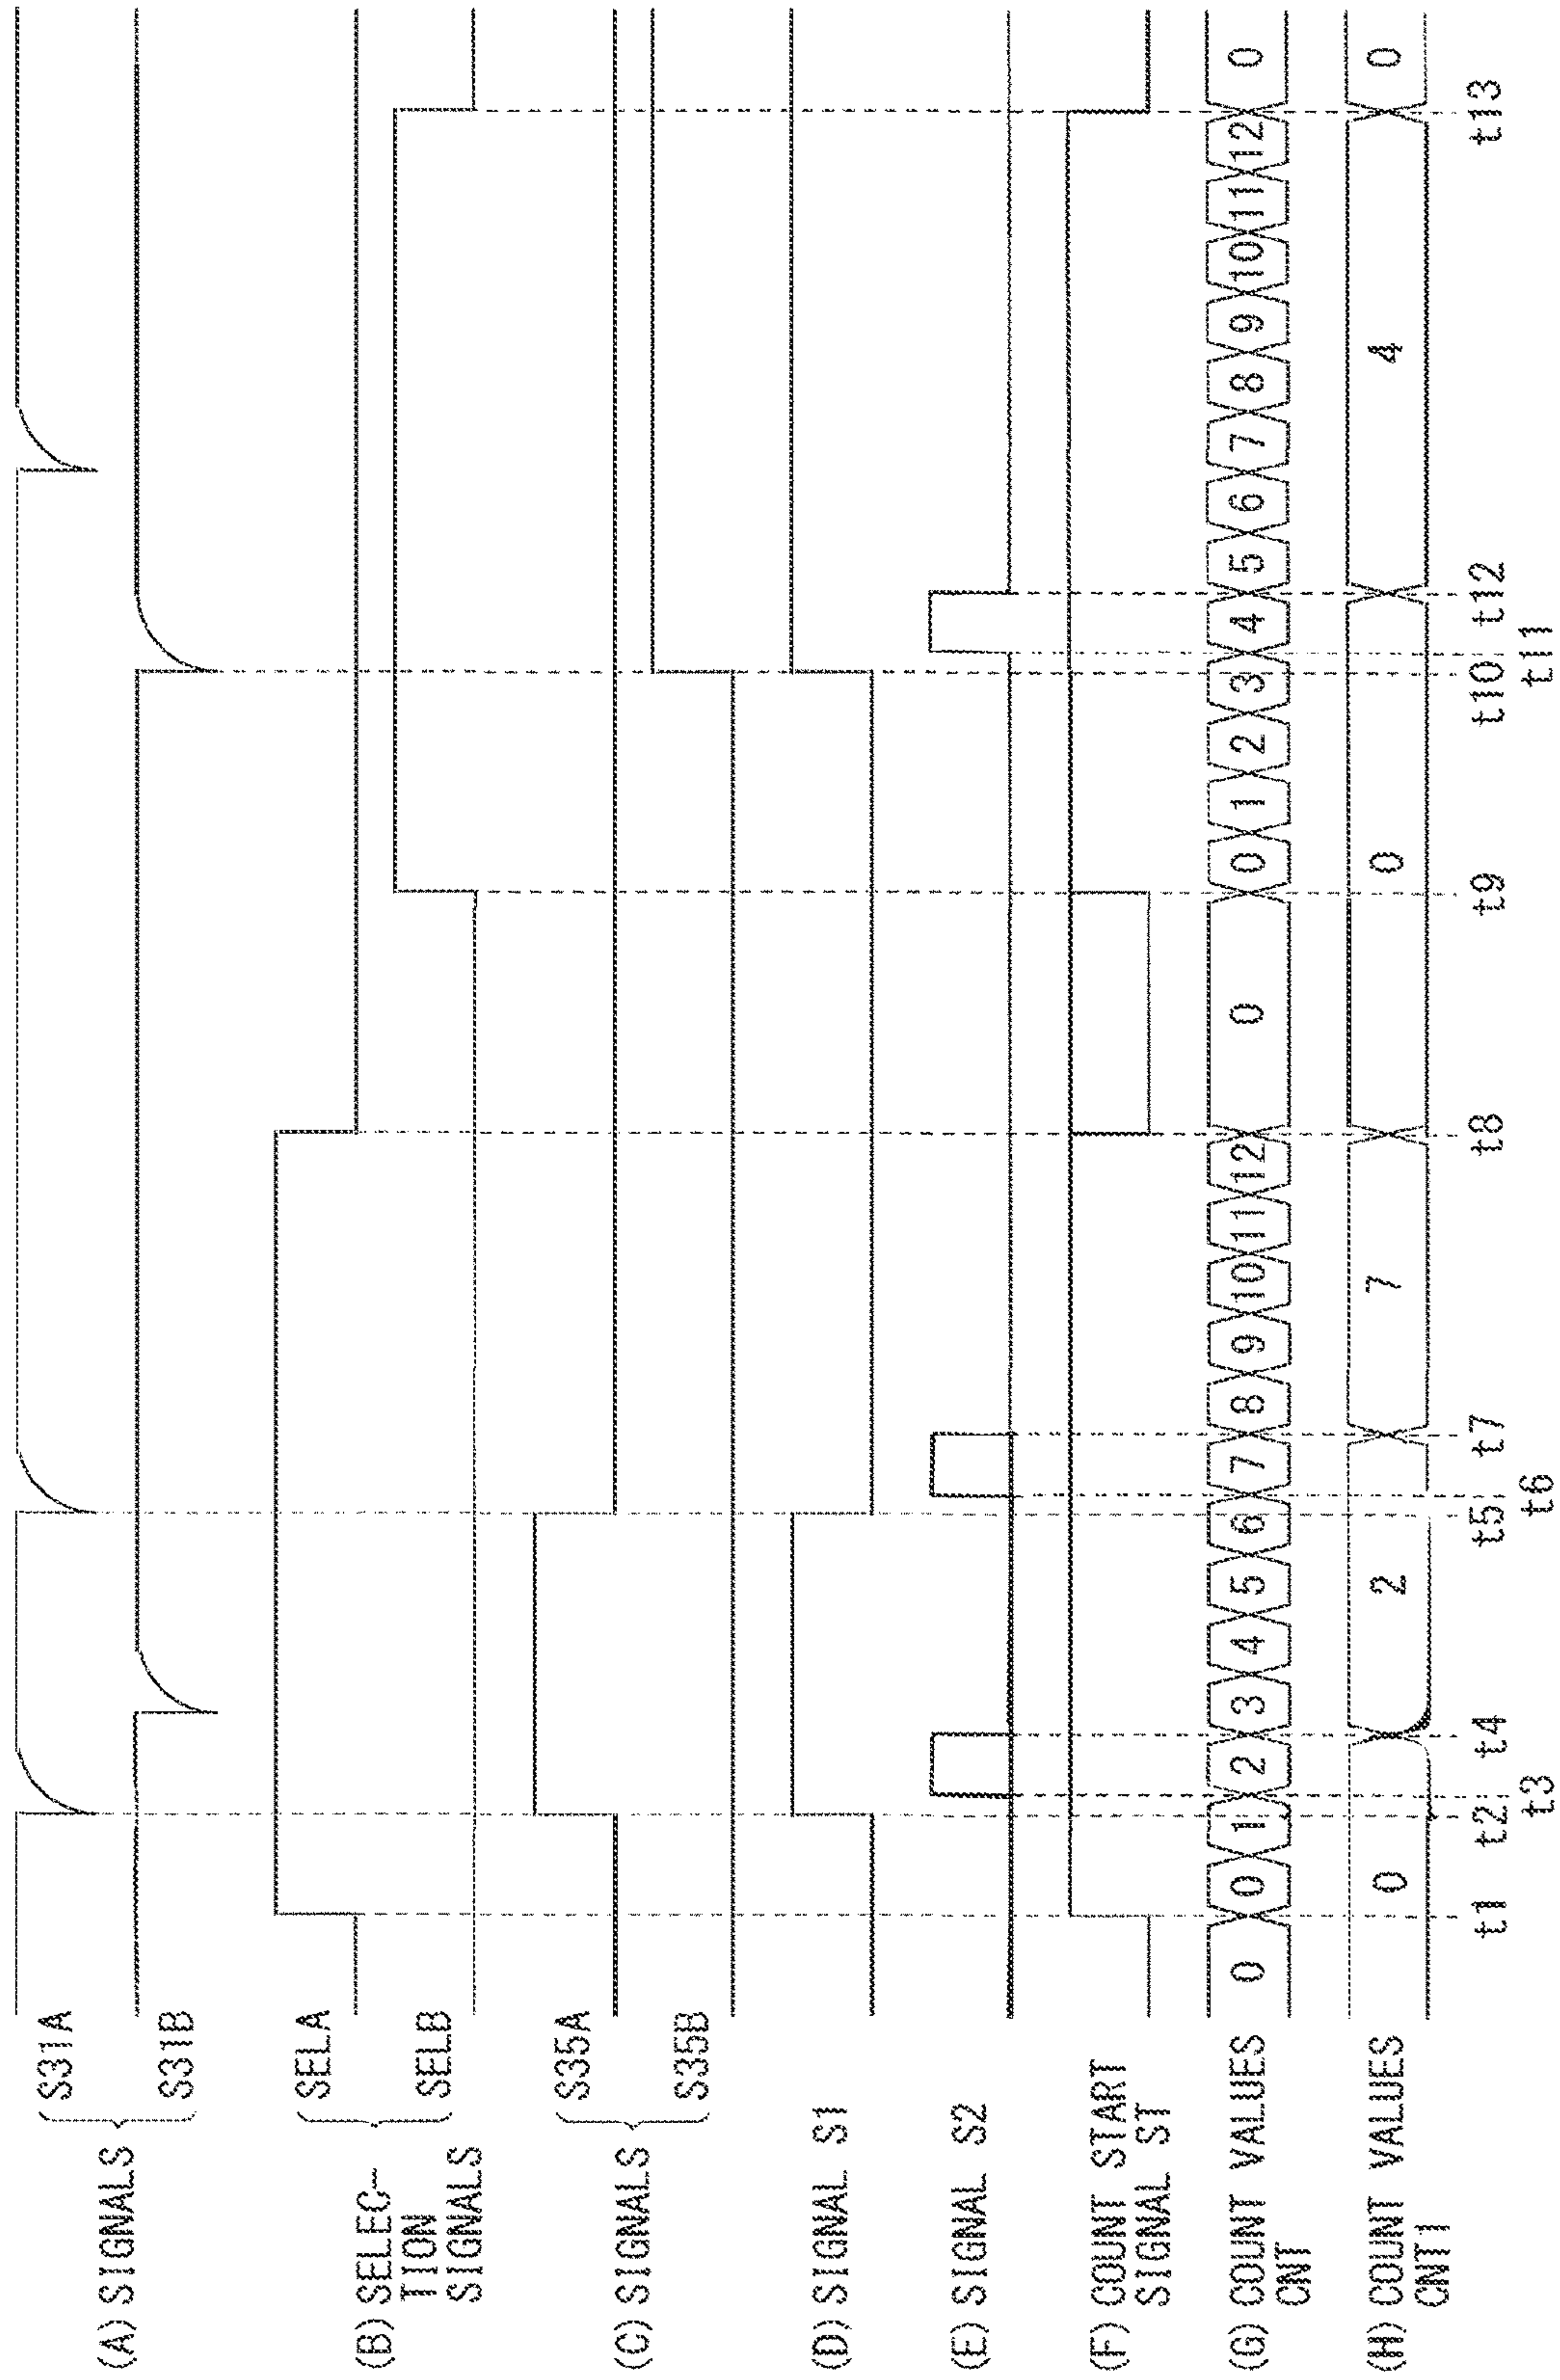 (A) SIGNALS
S31A
S31B
(B) SELEC-
TION
SIGNALS
SELA
SELB
(C) SIGNALS
S35A
S35B
(D) SIGNAL S1
(E) SIGNAL S2
(F) COUNT START
SIGNAL ST
(G) COUNT VALUES
CNT
0 0 1 2 3 4 5 6 7 8 9 10 11 12 0 0 1 2 3 4 5 6 7 8 9 10 11 12 0
(H) COUNT VALUES
CNT1
0 2 7 0 4 0
t1 t2 t4 t5 t7 t8 t9 t10 t12 t13
t3 t6 t11